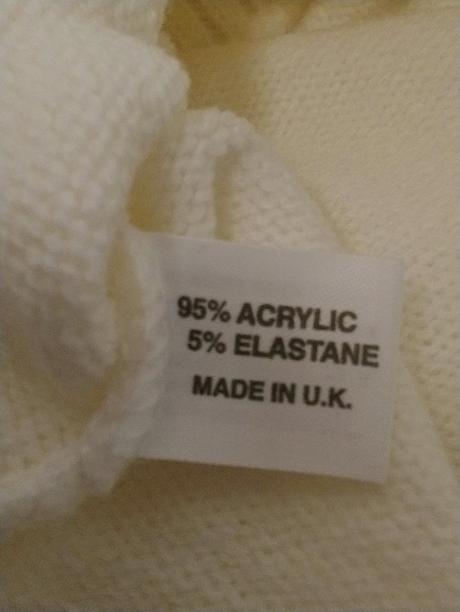 95% ACRYLIC
5% ELASTANE
MADE IN U.K.